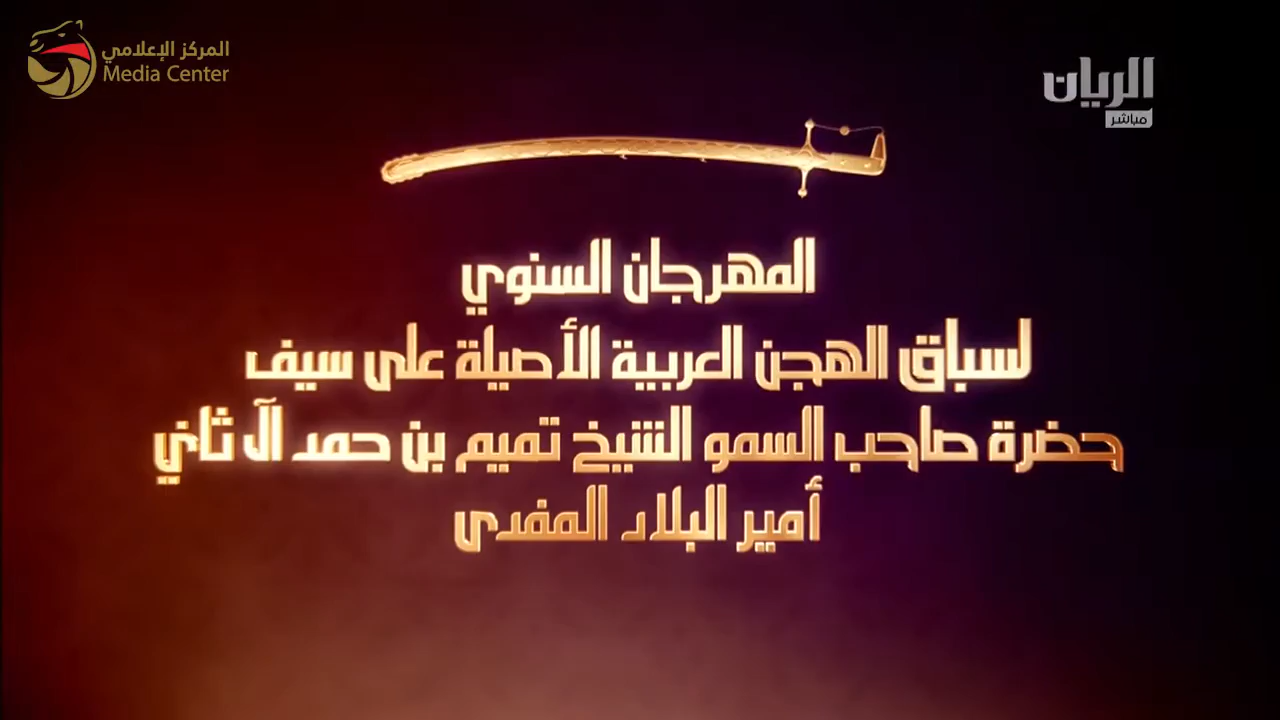 المركز الإعلامي
Media Center
الريان
مباشر
المهرجان السنوي
لسباق الهجن العربية الأصيلة على سيف
حضرة صاحب السمو الشيخ تميم بن حمد آل ثاني
أمير البلاد المفدى